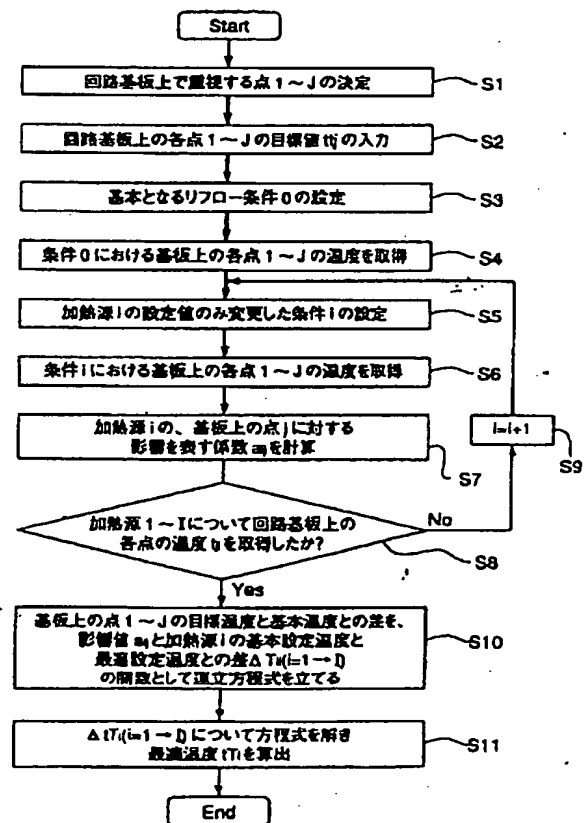 Start
回路基板上で重視する点1～Jの決定
S1
回路基板上の各点1～Jの目標値ttjの入力
S2
基本となるリフロー条件0の設定
S3
条件0における基板上の各点1～Jの温度を取得
S4
加熱源iの設定値のみ変更した条件iの設定
S5
条件iにおける基板上の各点1～Jの温度を取得
S6
加熱源iの、基板上の点jに対する
影響を表す係数aijを計算
S7
i=i+1
S9
加熱源1～Iについて回路基板上の
各点の温度tjを取得したか?
No
S8
Yes
基板上の点1～Jの目標温度と基本温度との差を、
影響値aijと加熱源iの基本設定温度と
最適設定温度との差ΔTti(i=1→I)
の関数として連立方程式を立てる
S10
ΔtTi(i=1→I)について方程式を解き
最適温度tTiを算出
S11
End